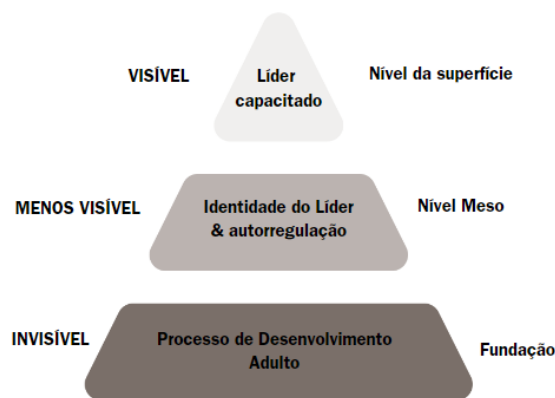 VISÍVEL
Líder
capacitado
Nível da superfície
MENOS VISÍVEL
Identidade do Líder
& autorregulação
Nível Meso
INVISÍVEL
Processo de Desenvolvimento
Adulto
Fundação